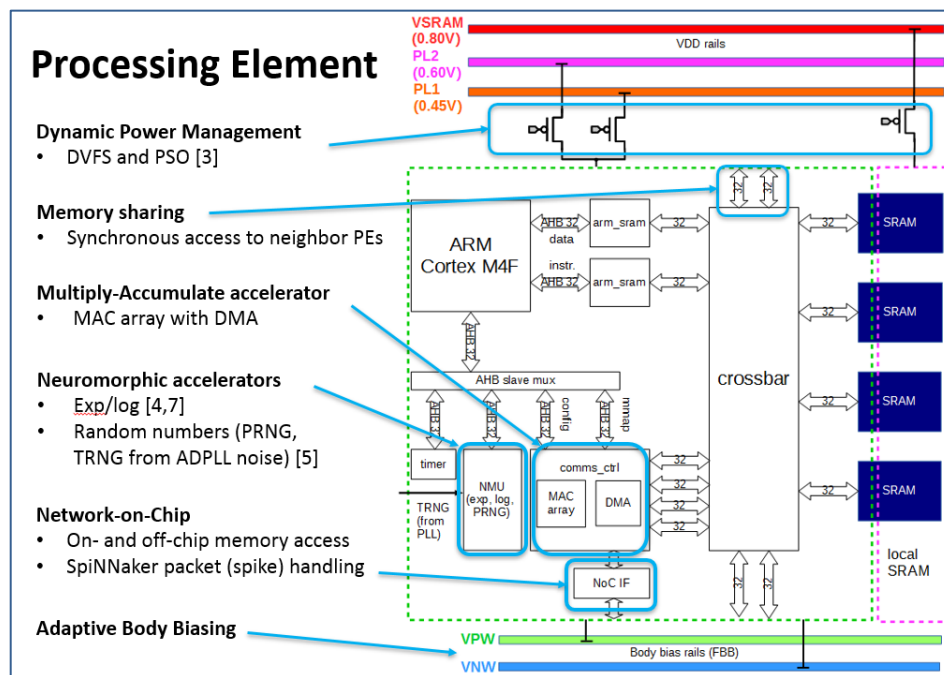 Processing Element
VSRAM
(0.80V)
VDD rails
PL2
(0.60V)
PL1
(0.45V)
Dynamic Power Management
• DVFS and PSO [3]
Memory sharing
• Synchronous access to neighbor PEs
Multiply-Accumulate accelerator
• MAC array with DMA
Neuromorphic accelerators
• Exp/log [4,7]
• Random numbers (PRNG,
TRNG from ADPLL noise) [5]
Network-on-Chip
• On- and off-chip memory access
• SpiNNaker packet (spike) handling
Adaptive Body Biasing
32
32
ARM
Cortex M4F
AHB 32
data
arm_sram
32
instr.
AHB 32
arm_sram
32
AHB 32
AHB slave mux
AHB 32
AHB 32
AHB 32
config
AHB 32
mmap
timer
TRNG
(from
PLL)
NMU
(exp, log,
PRNG)
comms_ctrl
MAC
array
DMA
32
32
32
32
NoC IF
crossbar
32
SRAM
32
SRAM
32
SRAM
32
SRAM
local
SRAM
32
32
VPW
Body bias rails (FBB)
VNW